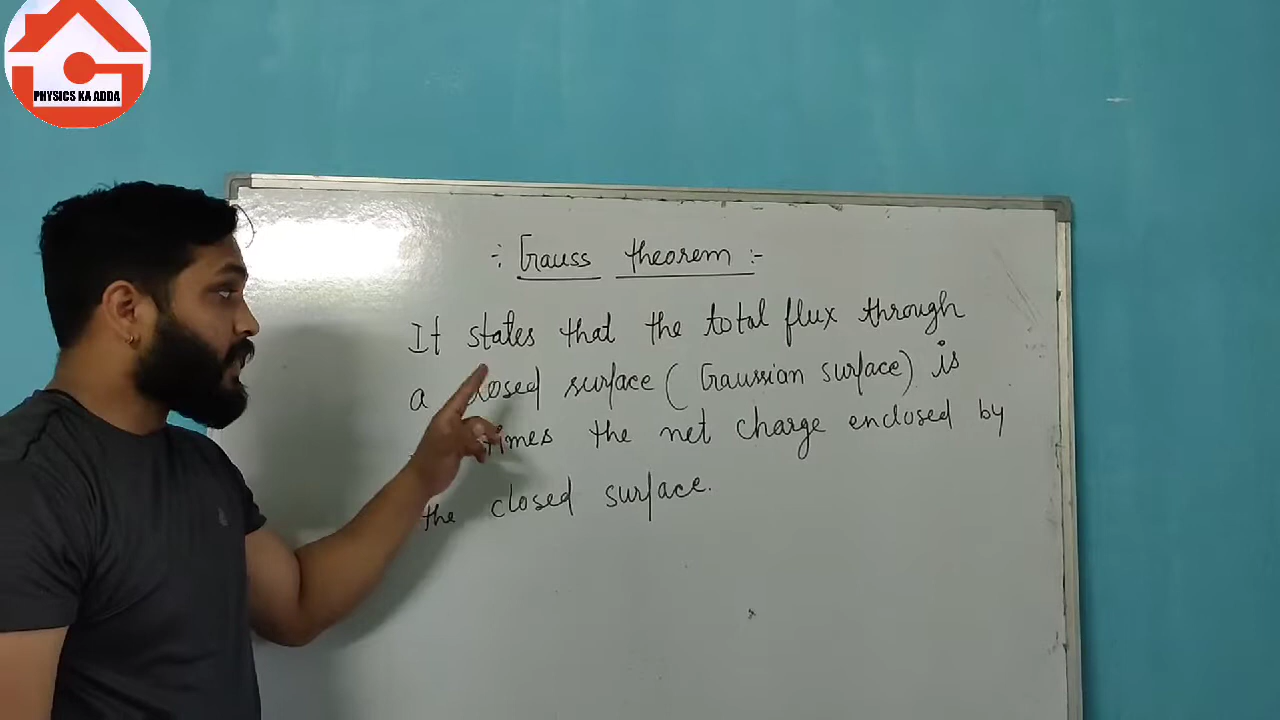 PHYSICS KA ADDA
:- Gauss theorem :-
It states that the total flux through
a closed surface ( Gaussian surface) is
times the net charge enclosed by
the closed surface.